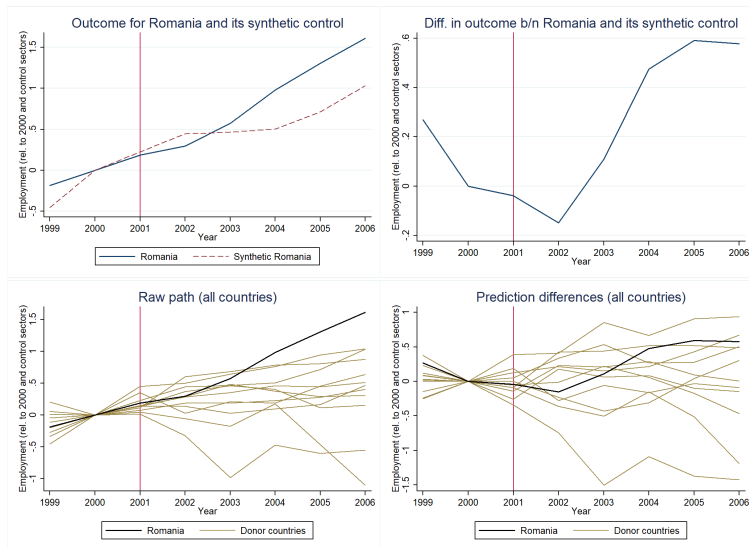 Outcome for Romania and its synthetic control
Employment (rel. to 2000 and control sectors)
1.5
1
.5
0
-.5
1999 2000 2001 2002 2003 2004 2005 2006
Year
Romania Synthetic Romania
Diff. in outcome b/n Romania and its synthetic control
Employment (rel. to 2000 and control sectors)
.6
.4
.2
0
-.2
1999 2000 2001 2002 2003 2004 2005 2006
Year
Raw path (all countries)
Employment (rel. to 2000 and control sectors)
1.5
1
.5
0
-.5
-1
1999 2000 2001 2002 2003 2004 2005 2006
Year
Romania Donor countries
Prediction differences (all countries)
Employment (rel. to 2000 and control sectors)
1
.5
0
-.5
-1
-1.5
1999 2000 2001 2002 2003 2004 2005 2006
Year
Romania Donor countries